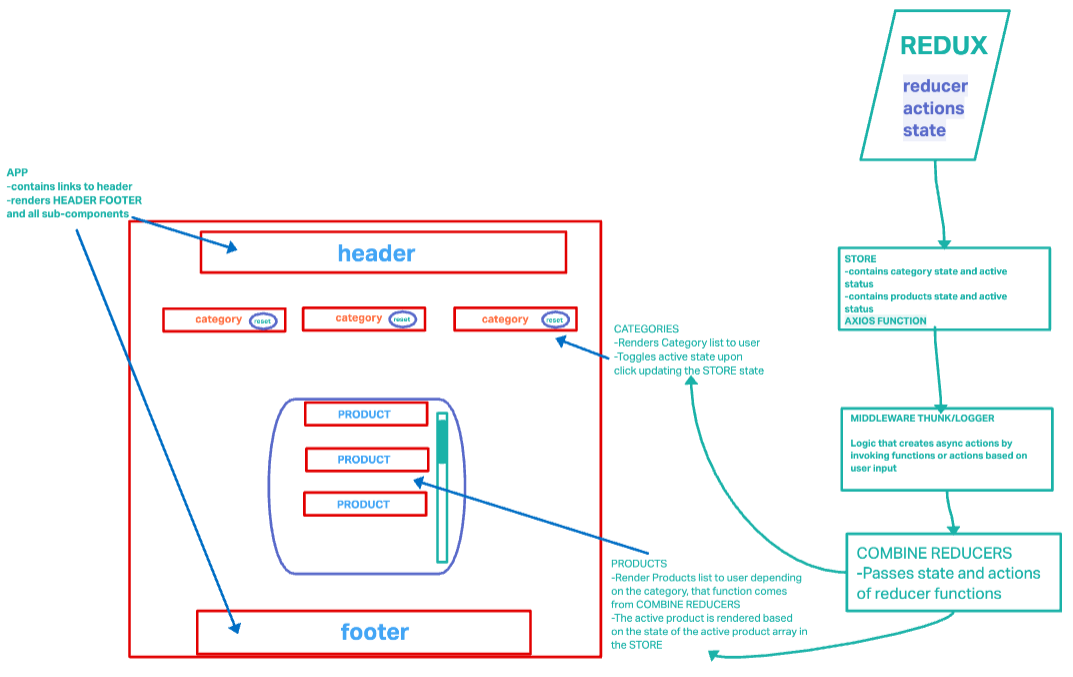 REDUX
reducer
actions
state
APP
-contains links to header
-renders HEADER FOOTER
and all sub-components
header
category reset
category reset
category reset
PRODUCT
PRODUCT
PRODUCT
footer
CATEGORIES
-Renders Category list to user
-Toggles active state upon
click updating the STORE state
PRODUCTS
-Render Products list to user depending
on the category, that function comes
from COMBINE REDUCERS
-The active product is rendered based
on the state of the active product array in
the STORE
STORE
-contains category state and active
status
-contains products state and active
status
AXIOS FUNCTION
MIDDLEWARE THUNK/LOGGER
Logic that creates async actions by
invoking functions or actions based on
user input
COMBINE REDUCERS
-Passes state and actions
of reducer functions